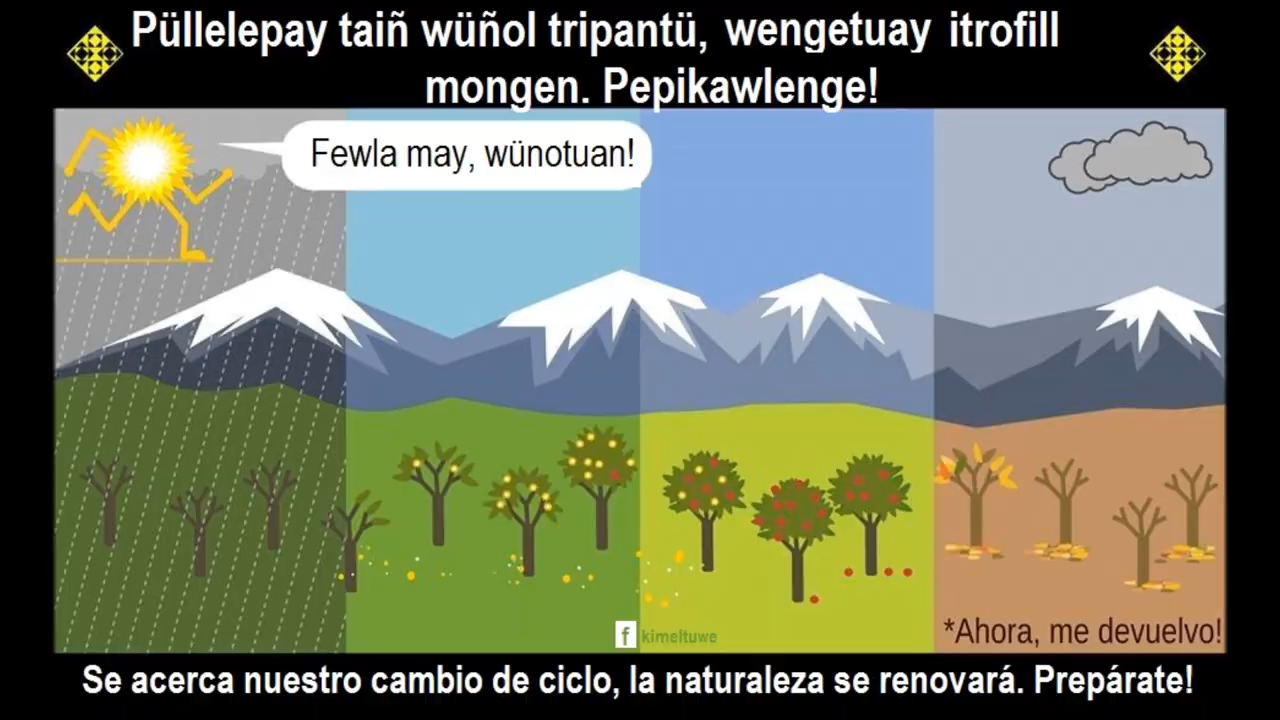 Püllelepay taiñ wüñol tripantü, wengetuay itrofill
mongen. Pepikawlenge!
Fewla may, wünotuan!
f kimeltuwe
*Ahora, me devuelvo!
Se acerca nuestro cambio de ciclo, la naturaleza se renovará. Prepárate!